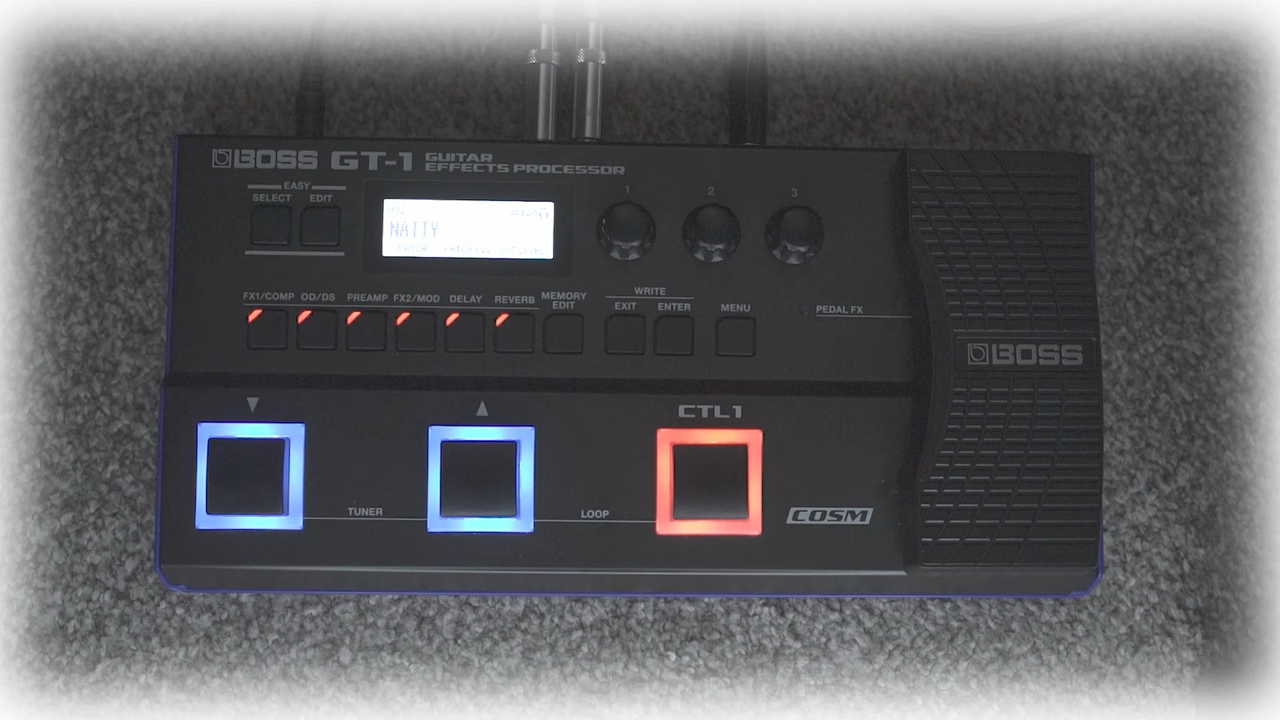 BOSS GT-1 GUITAR EFFECTS PROCESSOR
EASY
SELECT EDIT
NATTY
1 2 3
FX1/COMP OD/DS PREAMP FX2/MOD DELAY REVERB MEMORY EDIT
WRITE
EXIT ENTER MENU
PEDAL FX
BOSS
CTL1
TUNER LOOP
COSM